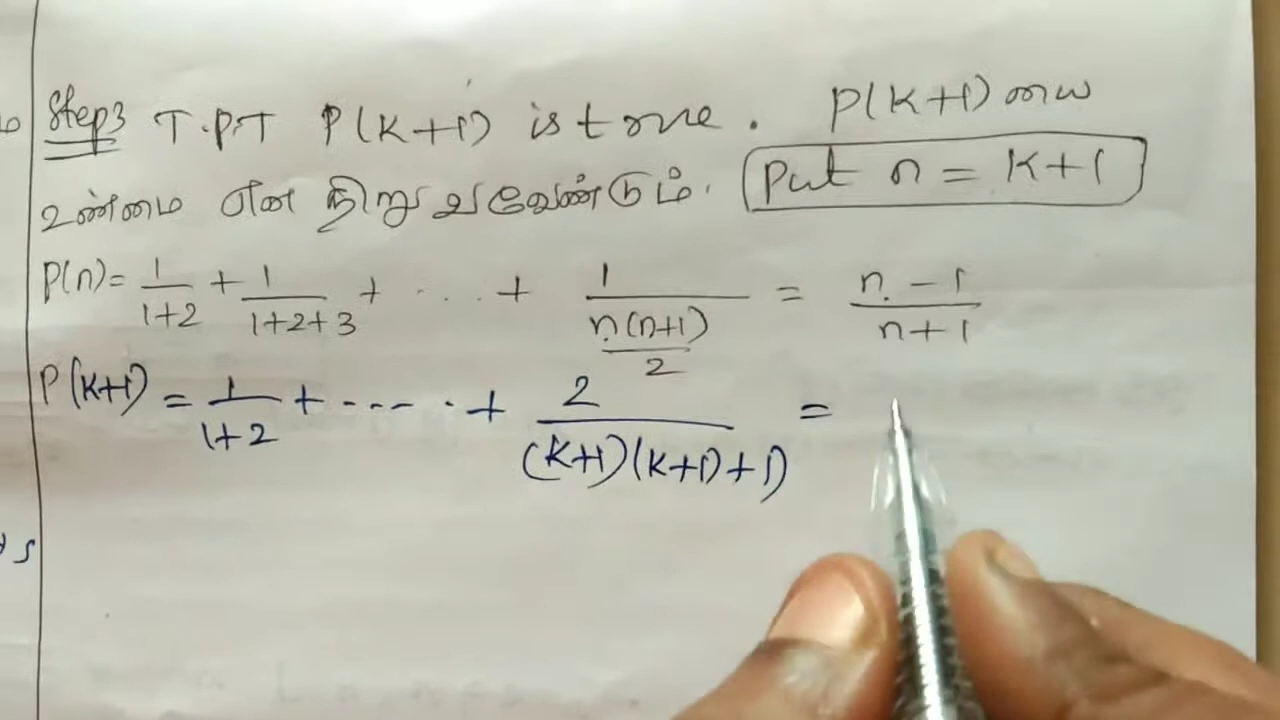 Step3 T.P.T P(K+1) is true. P(K+1) னை
உண்மை என நிறுவவேண்டும். Put n = K+1
P(n) = 1/(1+2) + 1/(1+2+3) + .... + 1/(n(n+1)/2) = (n-1)/(n+1)
P(K+1) = 1/(1+2) + ----.+ 2/((K+1)(K+1)+1) =